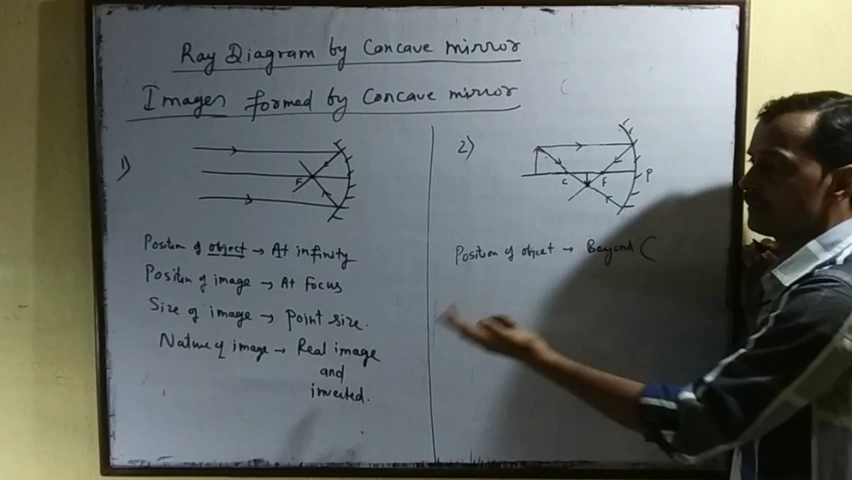 Ray Diagram by Concave mirror
Images formed by Concave mirror
1)
F
Position of object → At infinity
Position of image → At Focus
Size of image → Point size.
Nature of image → Real image
and
inverted.
2)
C F P
Position of object → Beyond C